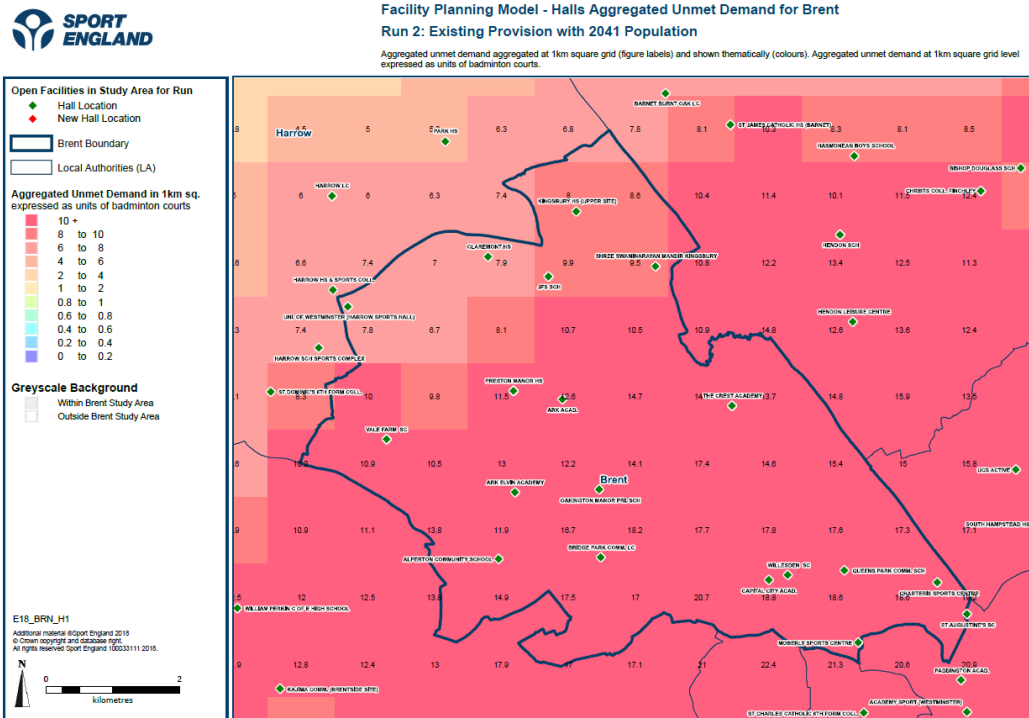 SPORT
ENGLAND
Facility Planning Model - Halls Aggregated Unmet Demand for Brent
Run 2: Existing Provision with 2041 Population
Aggregated unmet demand aggregated at 1km square grid (figure labels) and shown thematically (colours). Aggregated unmet demand at 1km square grid level
expressed as units of badminton courts.
Open Facilities in Study Area for Run
Hall Location
New Hall Location
Brent Boundary
Local Authorities (LA)
Aggregated Unmet Demand in 1km sq.
expressed as units of badminton courts
10 +
8 to 10
6 to 8
4 to 6
2 to 4
1 to 2
0.8 to 1
0.6 to 0.8
0.4 to 0.6
0.2 to 0.4
0 to 0.2
Greyscale Background
Within Brent Study Area
Outside Brent Study Area
E18_BRN_H1
Additional material ©Sport England 2018
© Crown copyright and database right.
All rights reserved Sport England 100033111 2018.
N
0 2
kilometres
BARNET BURNT OAK LC
Harrow 5 PARK HS 6.3 6.8 7.8 8.1 ST JAMES CATHOLIC HS (BARNET) 10.3 8.3 8.1 8.5
HASMONEAN BOYS SCHOOL
BISHOP DOUGLASS SCH
HARROW LC
6 6 6.3 7.4 8 8.6 10.4 11.4 10.1 11.5 CHRISTS COLL FINCHLEY 12.4
KINGSBURY HS (UPPER SITE)
HENDON SCH
CLAREMONT HS
SHREE SWAMINARAYAN MANDIR KINGSBURY
6.6 7.4 7 7.9 9.9 9.5 10.8 12.2 13.4 12.5 11.3
HARROW HS & SPORTS COLL
JFS SCH
UNI OF WESTMINSTER (HARROW SPORTS HALL)
HENDON LEISURE CENTRE
7.4 7.8 6.7 8.1 10.7 10.5 10.9 14.8 12.6 13.6 12.4
HARROW SCH SPORTS COMPLEX
PRESTON MANOR HS
ST DOMINIC'S 6TH FORM COLL 8.3 10 9.8 11.5 12.6 14.7 THE CREST ACADEMY 14.8 15.9 13.5
ARK ACAD.
VALE FARM SC
10.9 10.5 13 12.2 14.1 17.4 14.6 15.4 15 15.8 UCS ACTIVE
Brent
ARK ELVIN ACADEMY
OAKINGTON MANOR PRI SCH
SOUTH HAMPSTEAD HS
10.9 11.1 13.8 11.9 16.7 18.2 17.7 17.8 17.6 17.3 17.1
BRIDGE PARK COMM. LC
ALPERTON COMMUNITY SCHOOL
WILLESDEN SC
QUEENS PARK COMM. SCH
CAPITAL CITY ACAD.
CHARTERIS SPORTS CENTRE
12 12.5 13.8 14.9 17.5 17 20.7 18.8 18.6
WILLIAM PERKIN C OF E HIGH SCHOOL
ST AUGUSTINE'S SC
MOBERLY SPORTS CENTRE
12.8 12.4 13 17.9 17 17.1 21 22.4 21.3 20.6 20.9
PADDINGTON ACAD.
KAJIMA COMM. (BRENTSIDE SITE)
ACADEMY SPORT (WESTMINSTER)
ST CHARLES CATHOLIC 6TH FORM COLL